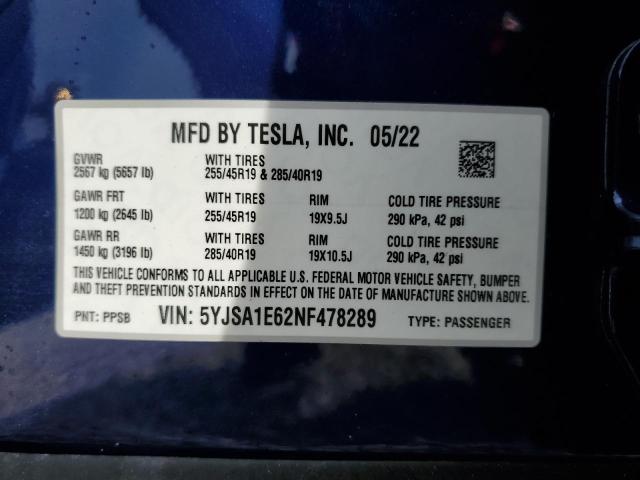 MFD BY TESLA, INC. 05/22
GVWR WITH TIRES
2567 kg (5657 lb) 255/45R19 & 285/40R19
GAWR FRT WITH TIRES RIM COLD TIRE PRESSURE
1200 kg (2645 lb) 255/45R19 19X9.5J 290 kPa, 42 psi
GAWR RR WITH TIRES RIM COLD TIRE PRESSURE
1450 kg (3196 lb) 285/40R19 19X10.5J 290 kPa, 42 psi
THIS VEHICLE CONFORMS TO ALL APPLICABLE U.S. FEDERAL MOTOR VEHICLE SAFETY, BUMPER
AND THEFT PREVENTION STANDARDS IN EFFECT ON THE DATE OF MANUFACTURE SHOWN ABOVE.
PNT: PPSB VIN: 5YJSA1E62NF478289 TYPE: PASSENGER